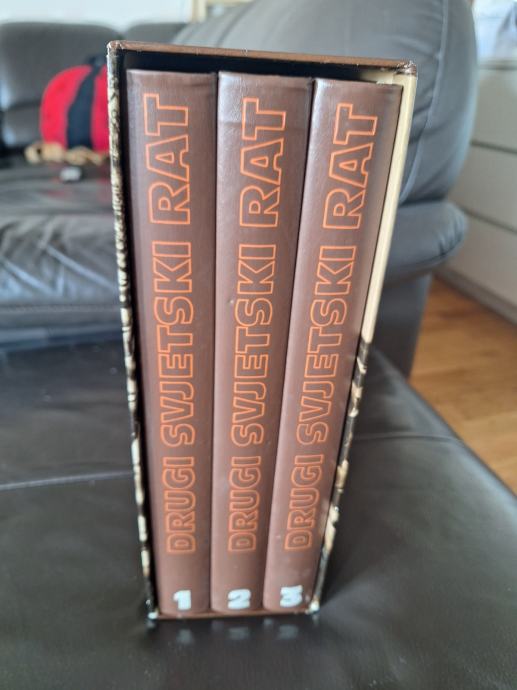 DRUGI SVJETSKI RAT
1
DRUGI SVJETSKI RAT
2
DRUGI SVJETSKI RAT
3